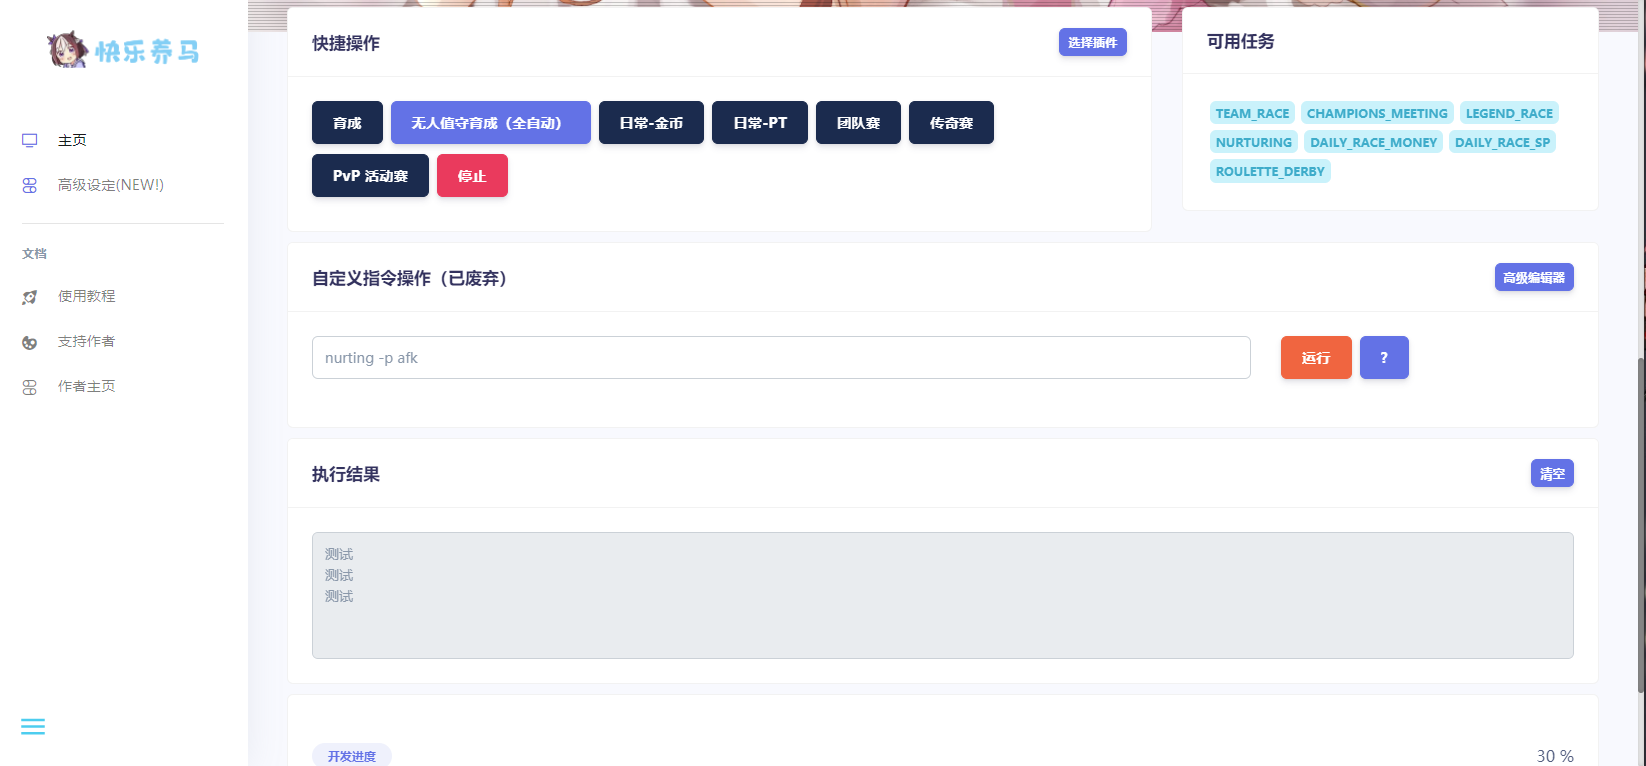 快乐养马
主页
高级设定(NEW!)
文档
使用教程
支持作者
作者主页
快捷操作
选择插件
育成
无人值守育成（全自动）
日常-金币
日常-PT
团队赛
传奇赛
PvP 活动赛
停止
可用任务
TEAM_RACE CHAMPIONS_MEETING LEGEND_RACE
NURTURING DAILY_RACE_MONEY DAILY_RACE_SP
ROULETTE_DERBY
自定义指令操作（已废弃）
高级编辑器
nurting -p afk
运行
?
执行结果
清空
测试
测试
测试
开发进度
30 %